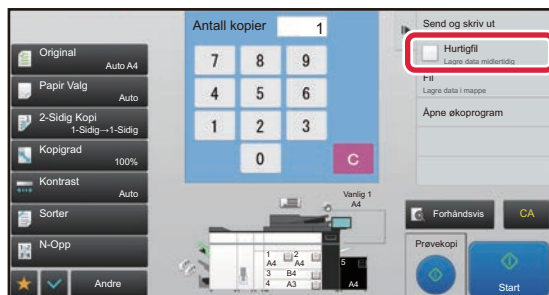 Original
Auto A4
Papir Valg
Auto
2-Sidig Kopi
1-Sidig→1-Sidig
Kopigrad
100%
Kontrast
Auto
Sorter
N-Opp
Andre
Antall kopier
1
7 8 9
4 5 6
1 2 3
0 C
Vanlig 1
A4
1 2
A4 A4
3 B4
4 A3
5
A4
Send og skriv ut
Hurtigfil
Lagre data midlertidig
Fil
Lagre data i mappe
Åpne økoprogram
Forhåndsvis
CA
Prøvekopi
Start